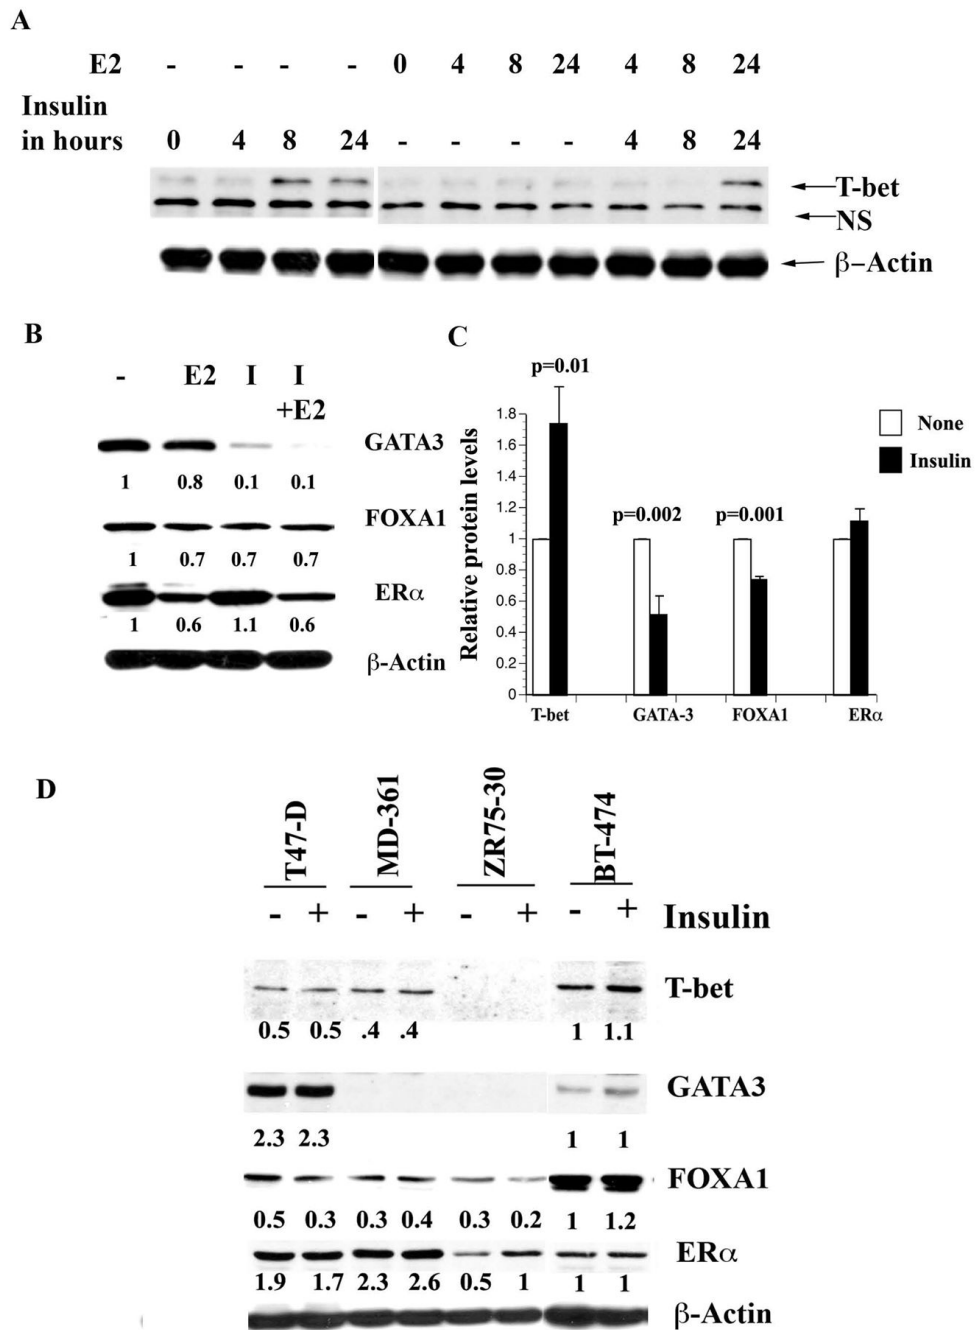 A
E2 - - - - 0 4 8 24 4 8 24
Insulin
in hours 0 4 8 24 - - - - 4 8 24
T-bet
NS
β-Actin
B
- E2 I I
+E2
GATA3
1 0.8 0.1 0.1
FOXA1
1 0.7 0.7 0.7
ERα
1 0.6 1.1 0.6
β-Actin
C
p=0.01
p=0.002 p=0.001
None
Insulin
Relative protein levels
1.8
1.6
1.4
1.2
1
0.8
0.6
0.4
0.2
0
T-bet GATA-3 FOXA1 ERα
D
T47-D MD-361 ZR75-30 BT-474
- + - + - + - + Insulin
T-bet
0.5 0.5 .4 .4 1 1.1
GATA3
2.3 2.3 1 1
FOXA1
0.5 0.3 0.3 0.4 0.3 0.2 1 1.2
ERα
1.9 1.7 2.3 2.6 0.5 1 1 1
β-Actin